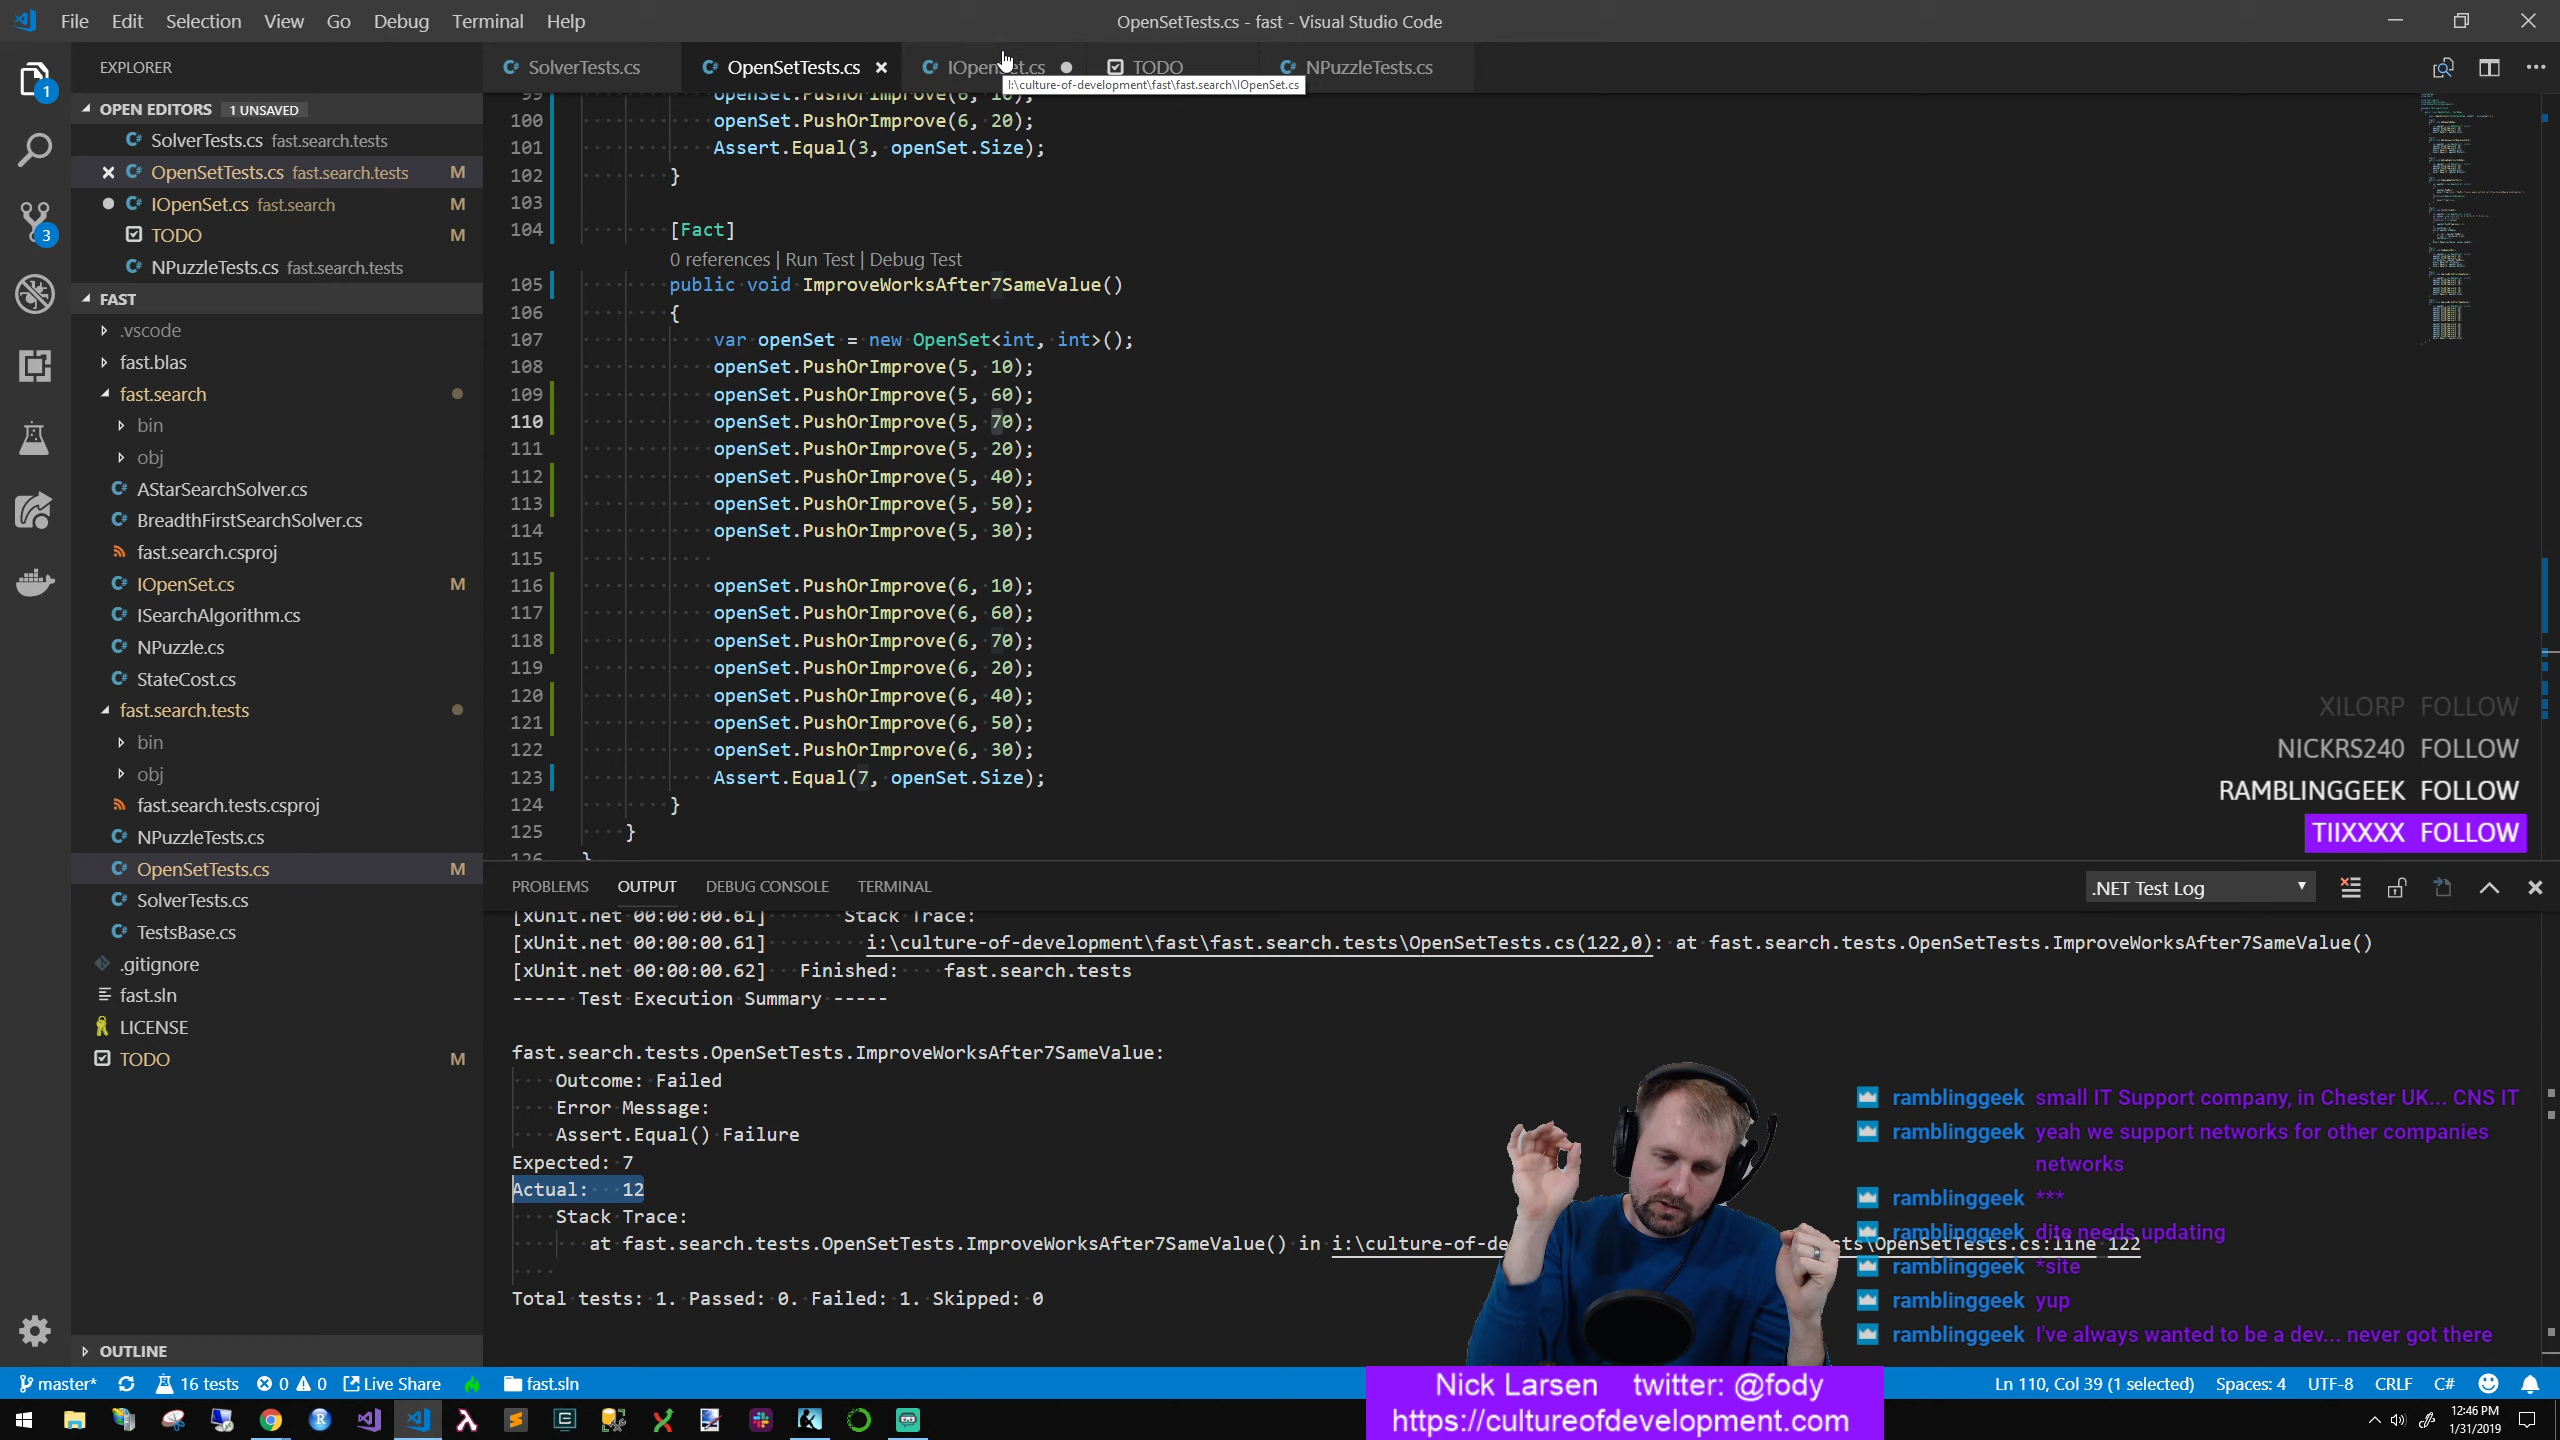 File Edit Selection View Go Debug Terminal Help
OpenSetTests.cs - fast - Visual Studio Code
EXPLORER
SolverTests.cs
OpenSetTests.cs
IOpenSet.cs
TODO
NPuzzleTests.cs
I:\culture-of-development\fast\fast.search\IOpenSet.cs
OPEN EDITORS 1 UNSAVED
SolverTests.cs fast.search.tests
OpenSetTests.cs fast.search.tests M
IOpenSet.cs fast.search M
TODO M
NPuzzleTests.cs fast.search.tests
FAST
.vscode
fast.blas
fast.search
bin
obj
AStarSearchSolver.cs
BreadthFirstSearchSolver.cs
fast.search.csproj
IOpenSet.cs M
ISearchAlgorithm.cs
NPuzzle.cs
StateCost.cs
fast.search.tests
bin
obj
fast.search.tests.csproj
NPuzzleTests.cs
OpenSetTests.cs M
SolverTests.cs
TestsBase.cs
.gitignore
fast.sln
LICENSE
TODO M
OUTLINE
1
3
99 openSet.PushOrImprove(6, 10);
100 openSet.PushOrImprove(6, 20);
101 Assert.Equal(3, openSet.Size);
102 }
103
104 [Fact]
0 references | Run Test | Debug Test
105 public void ImproveWorksAfter7SameValue()
106 {
107 var openSet = new OpenSet<int, int>();
108 openSet.PushOrImprove(5, 10);
109 openSet.PushOrImprove(5, 60);
110 openSet.PushOrImprove(5, 70);
111 openSet.PushOrImprove(5, 20);
112 openSet.PushOrImprove(5, 40);
113 openSet.PushOrImprove(5, 50);
114 openSet.PushOrImprove(5, 30);
115
116 openSet.PushOrImprove(6, 10);
117 openSet.PushOrImprove(6, 60);
118 openSet.PushOrImprove(6, 70);
119 openSet.PushOrImprove(6, 20);
120 openSet.PushOrImprove(6, 40);
121 openSet.PushOrImprove(6, 50);
122 openSet.PushOrImprove(6, 30);
123 Assert.Equal(7, openSet.Size);
124 }
125 }
126 }
XILORP FOLLOW
NICKRS240 FOLLOW
RAMBLINGGEEK FOLLOW
TIIXXXX FOLLOW
PROBLEMS OUTPUT DEBUG CONSOLE TERMINAL
.NET Test Log
[xUnit.net 00:00:00.61] Stack Trace:
[xUnit.net 00:00:00.61] i:\culture-of-development\fast\fast.search.tests\OpenSetTests.cs(122,0): at fast.search.tests.OpenSetTests.ImproveWorksAfter7SameValue()
[xUnit.net 00:00:00.62] Finished: fast.search.tests
----- Test Execution Summary -----
fast.search.tests.OpenSetTests.ImproveWorksAfter7SameValue:
Outcome: Failed
Error Message:
Assert.Equal() Failure
Expected: 7
Actual: 12
Stack Trace:
at fast.search.tests.OpenSetTests.ImproveWorksAfter7SameValue() in i:\culture-of-de ts\OpenSetTests.cs:line 122
Total tests: 1. Passed: 0. Failed: 1. Skipped: 0
ramblinggeek small IT Support company, in Chester UK... CNS IT
ramblinggeek yeah we support networks for other companies
networks
ramblinggeek ***
ramblinggeek dite needs updating
ramblinggeek *site
ramblinggeek yup
ramblinggeek I've always wanted to be a dev... never got there
master* 16 tests 0 0 Live Share fast.sln
Ln 110, Col 39 (1 selected) Spaces: 4 UTF-8 CRLF C#
Nick Larsen twitter: @fody
https://cultureofdevelopment.com
12:46 PM
1/31/2019